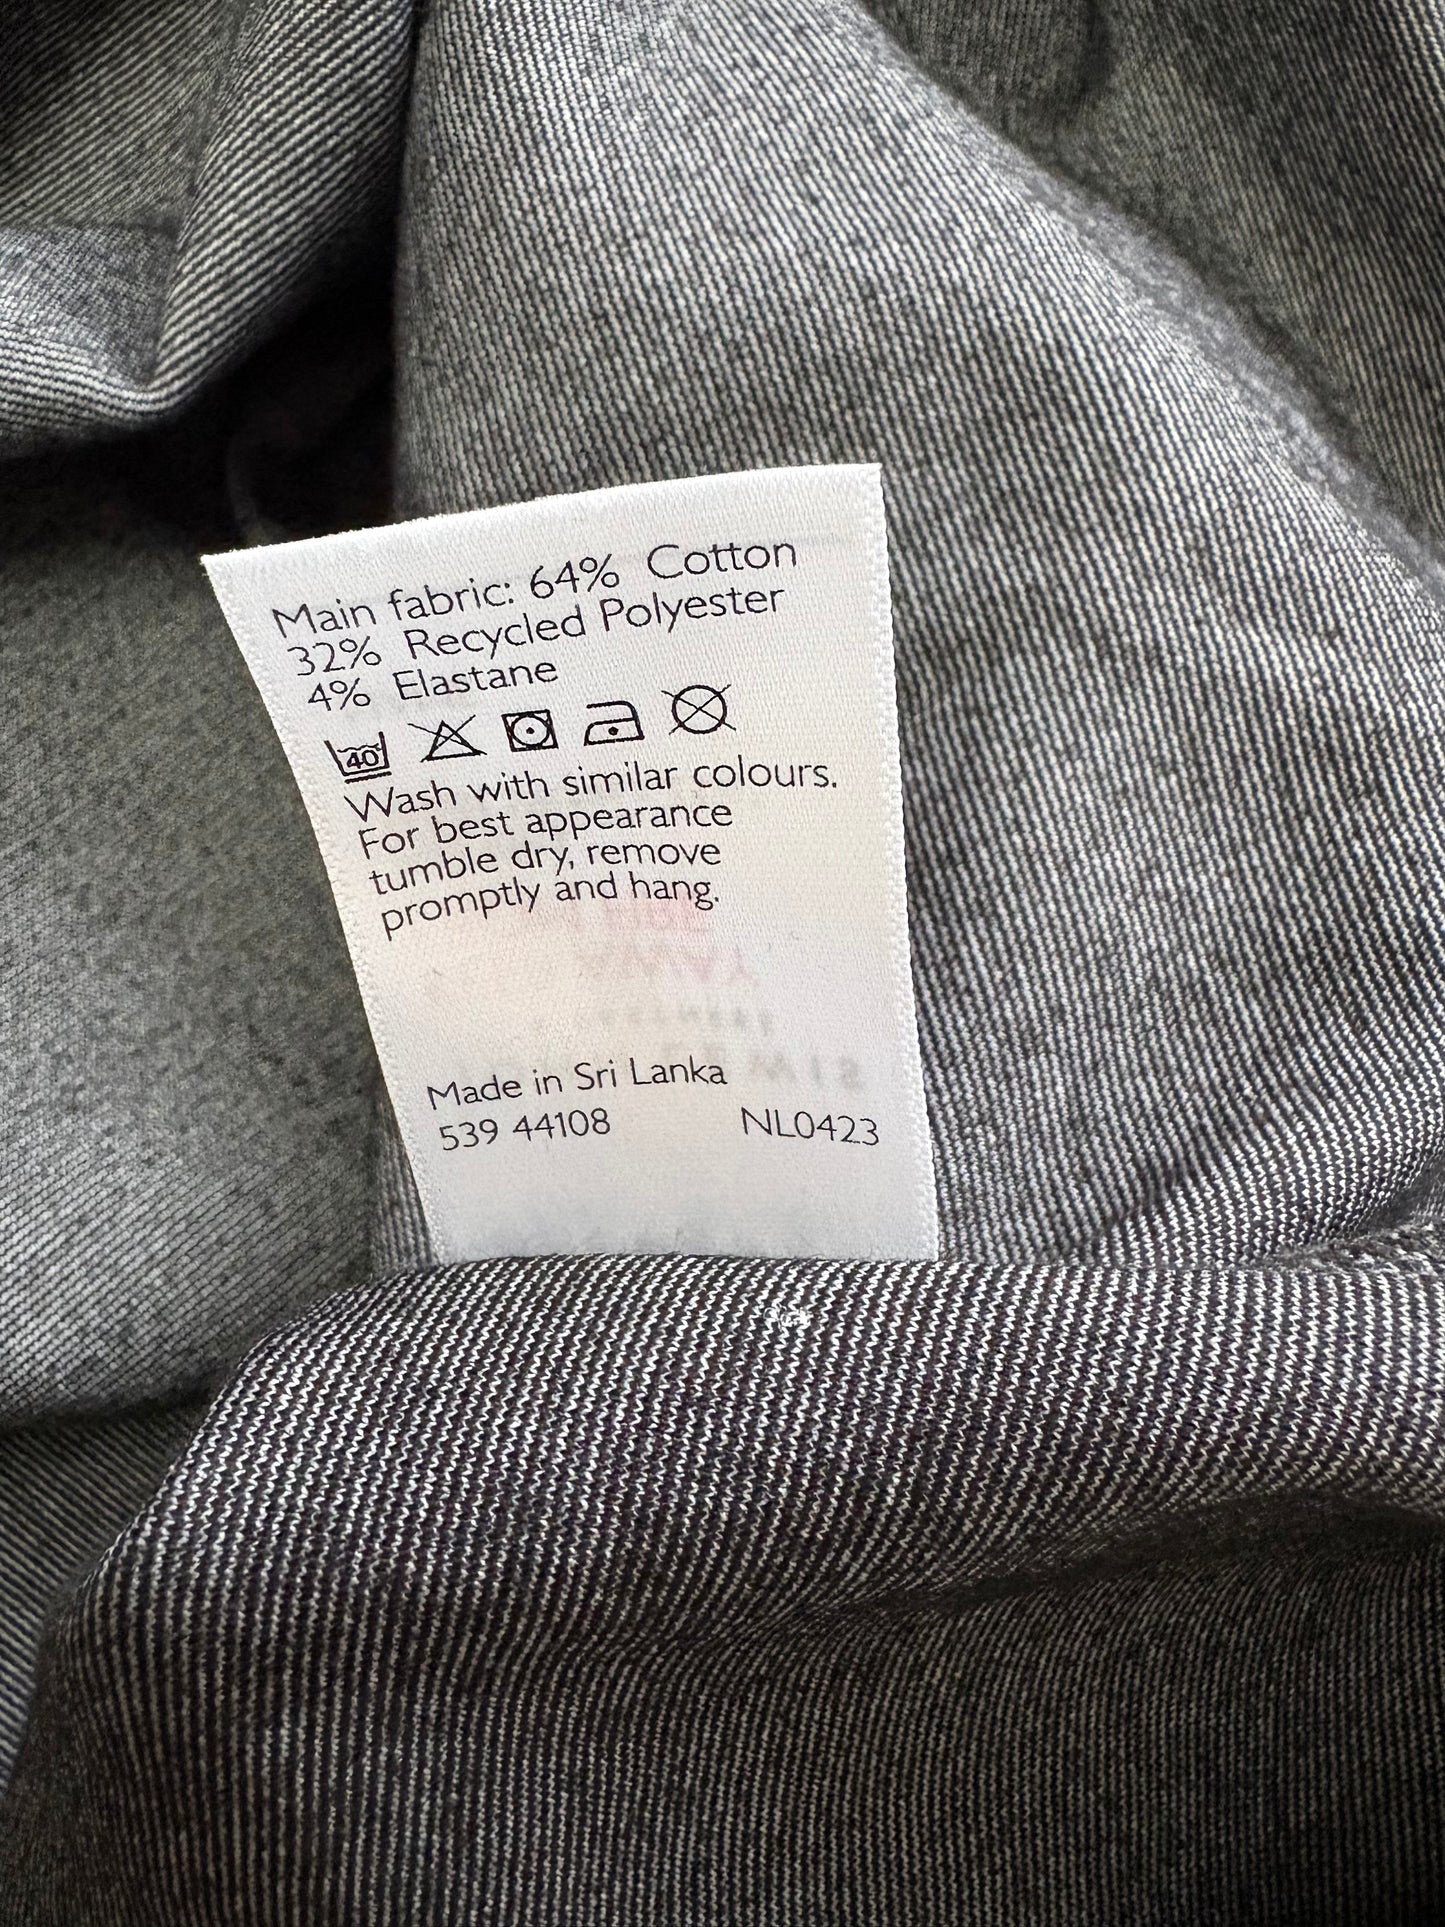 Main fabric: 64% Cotton
32% Recycled Polyester
4% Elastane
40
Wash with similar colours.
For best appearance
tumble dry, remove
promptly and hang.
Made in Sri Lanka
539 44108 NL0423